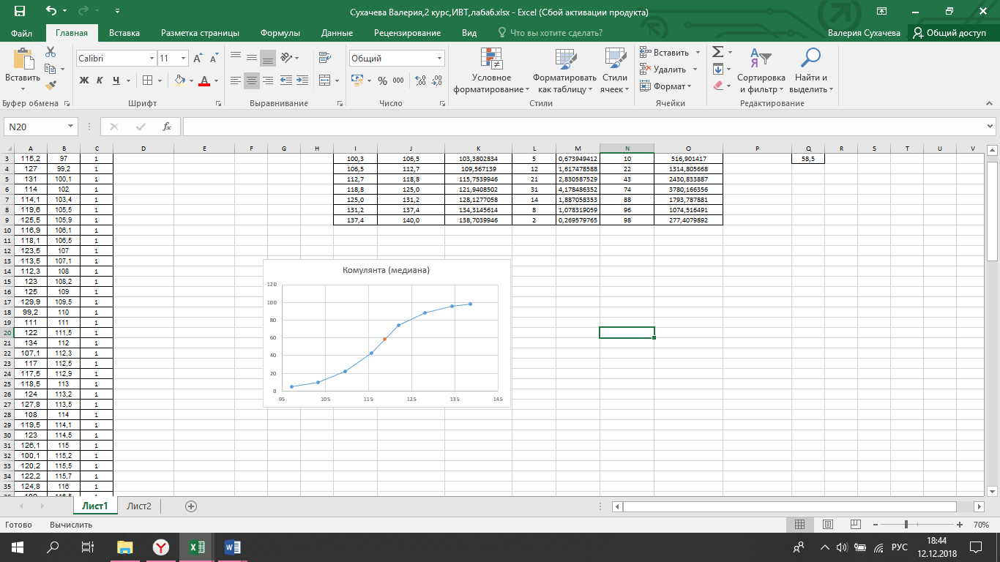 Сухачева Валерия,2 курс,ИВТ,лаба6.xlsx - Excel (Сбой активации продукта)
Файл Главная Вставка Разметка страницы Формулы Данные Рецензирование Вид Что вы хотите сделать? Валерия Сухачева Общий доступ
Вставить
Calibri 11
Ж К Ч А
Общий
% 000
Условное форматирование
Форматировать как таблицу
Стили ячеек
Вставить
Удалить
Формат
Сортировка и фильтр
Найти и выделить
Буфер обмена Шрифт Выравнивание Число Стили Ячейки Редактирование
N20 fx
A B C D E F G H I J K L M N O P Q R S T U V
3 115,2 97 1 100,3 106,5 103,3802834 5 0,673949412 10 516,901417 58,5
4 127 99,2 1 106,5 112,7 109,567139 12 1,617478588 22 1314,805668
5 131 100,1 1 112,7 118,8 115,7539946 21 2,830587529 43 2430,833887
6 114 102 1 118,8 125,0 121,9408502 31 4,178486352 74 3780,166356
7 114,1 103,4 1 125,0 131,2 128,1277058 14 1,887058353 88 1793,787881
8 119,6 105,5 1 131,2 137,4 134,3145614 8 1,078319059 96 1074,516491
9 125,5 105,9 1 137,4 140,0 138,7039946 2 0,269579765 98 277,4079892
10 116,9 106,1 1
11 118,1 106,5 1
12 123,5 107 1
13 113,5 107,1 1
14 112,3 108 1
15 123 108,2 1
16 125 109 1
17 129,9 109,5 1
18 99,2 110 1
19 111 111 1
20 122 111,5 1
21 134 112 1
22 107,1 112,3 1
23 117 112,5 1
24 117,5 112,9 1
25 118,5 113 1
26 124 113,2 1
27 127,8 113,5 1
28 108 114 1
29 119,5 114,1 1
30 123 114,5 1
31 126,1 115 1
32 100,1 115,2 1
33 120,2 115,5 1
34 122,2 115,7 1
35 124,8 116 1
Комулянта (медиана)
120
100
80
60
40
20
0
95 105 115 125 135 145
Лист1 Лист2
Готово Вычислить 70%
РУС
18:44
12.12.2018